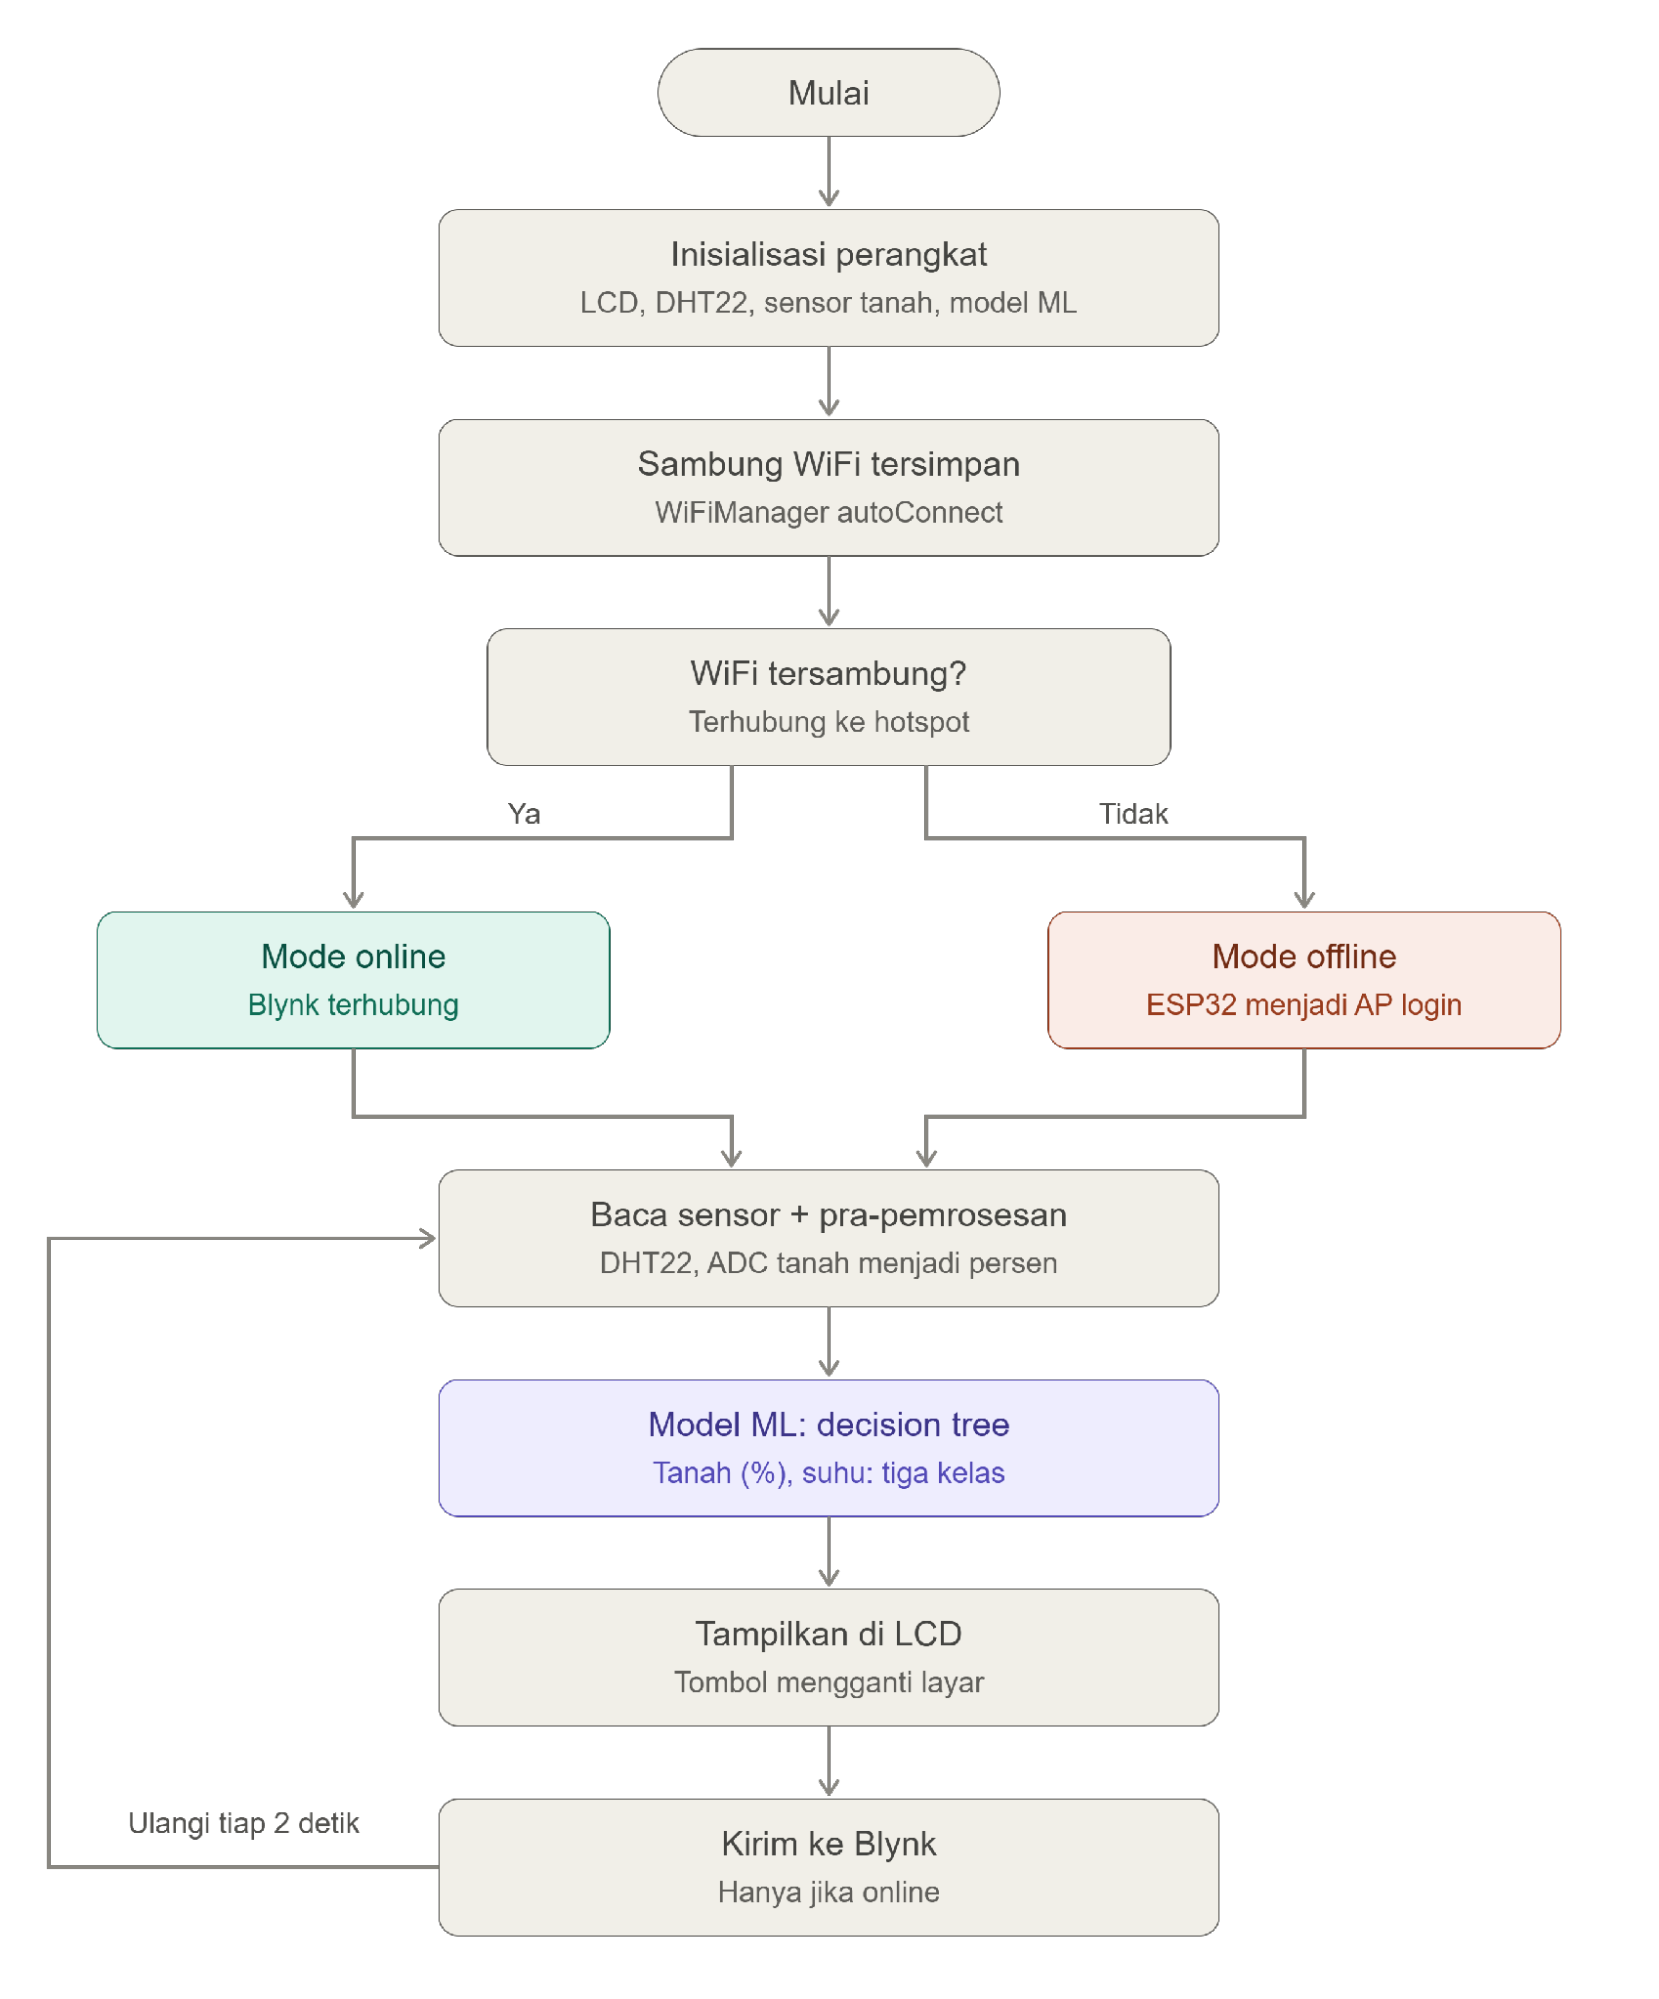 Mulai
Inisialisasi perangkat
LCD, DHT22, sensor tanah, model ML
Sambung WiFi tersimpan
WiFiManager autoConnect
WiFi tersambung?
Terhubung ke hotspot
Ya
Tidak
Mode online
Blynk terhubung
Mode offline
ESP32 menjadi AP login
Baca sensor + pra-pemrosesan
DHT22, ADC tanah menjadi persen
Model ML: decision tree
Tanah (%), suhu: tiga kelas
Tampilkan di LCD
Tombol mengganti layar
Ulangi tiap 2 detik
Kirim ke Blynk
Hanya jika online